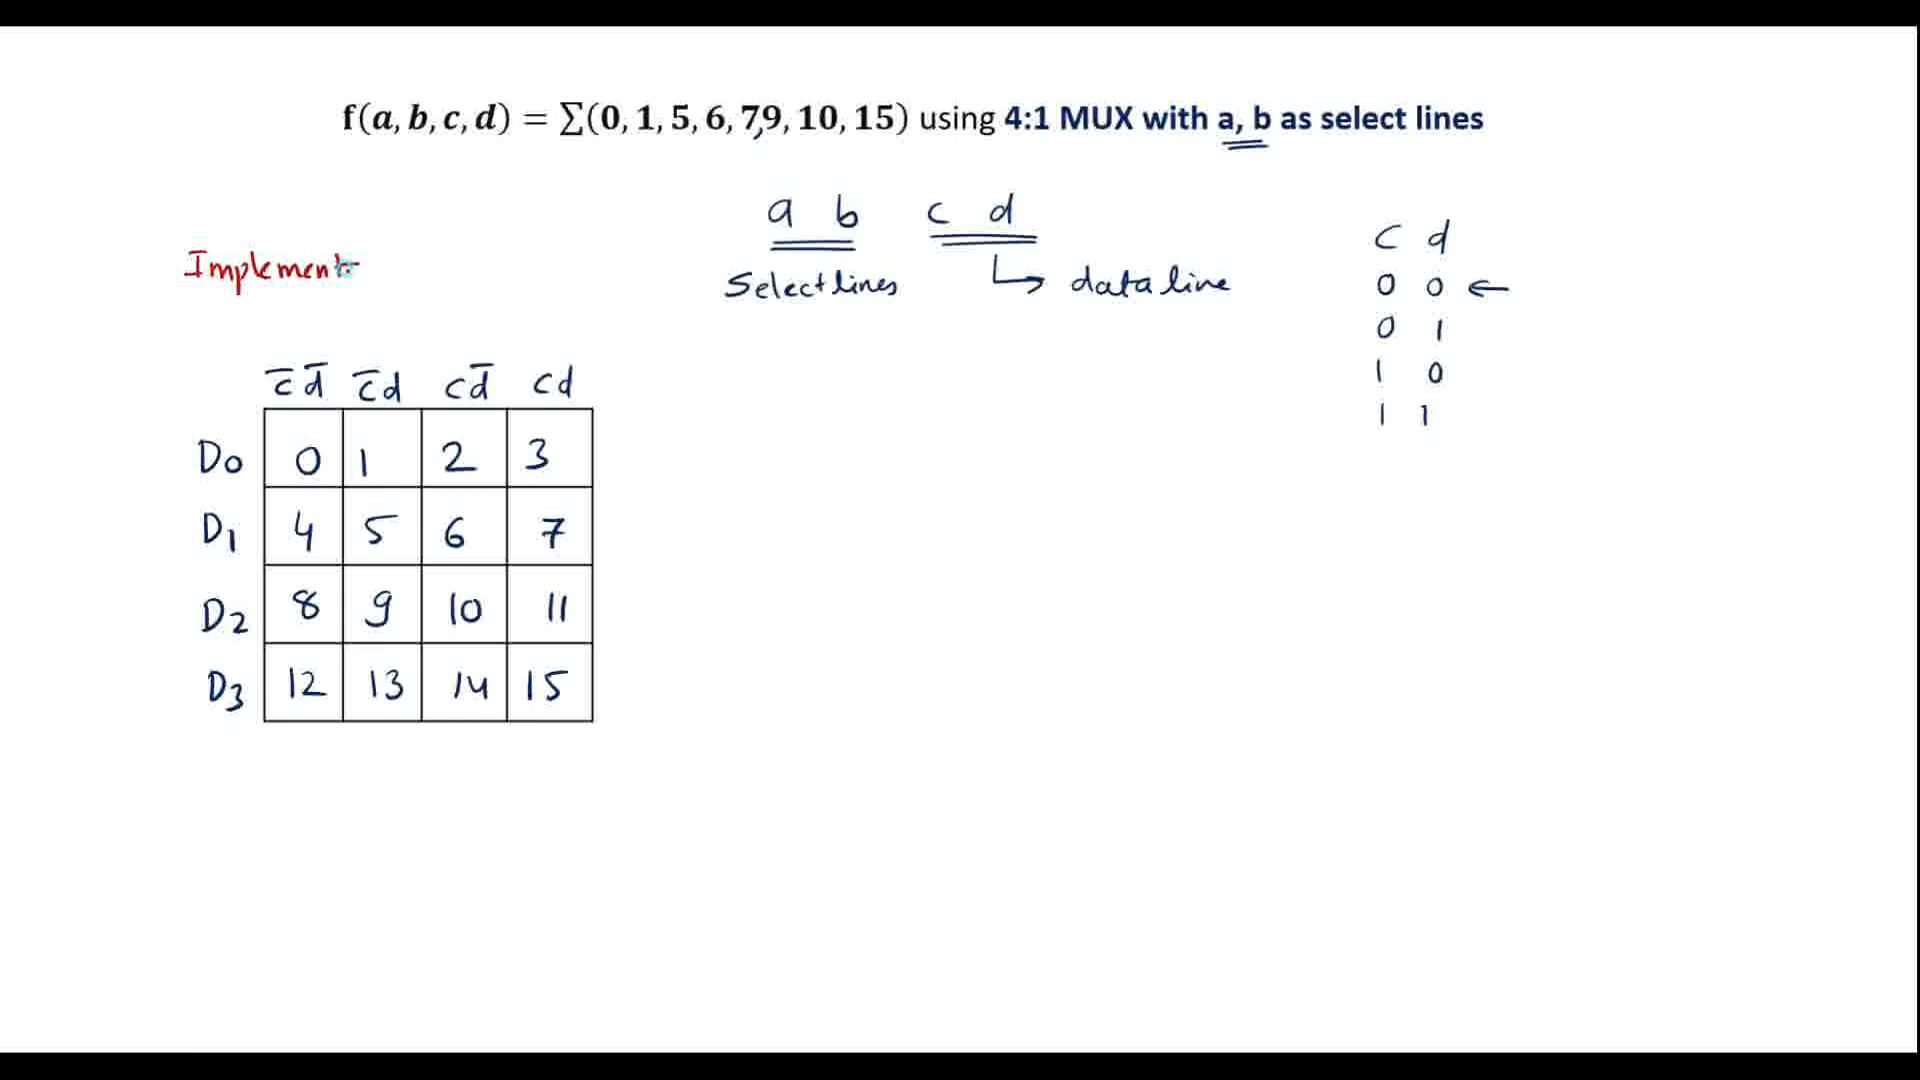 f(a, b, c, d) = ∑(0, 1, 5, 6, 7,9, 10, 15) using 4:1 MUX with a, b as select lines
a b c d
Select lines → data line
Implement
c d
0 0 ←
0 1
1 0
1 1
c̅ d̅ c̅ d c d̅ c d
D0 0 1 2 3
D1 4 5 6 7
D2 8 9 10 11
D3 12 13 14 15